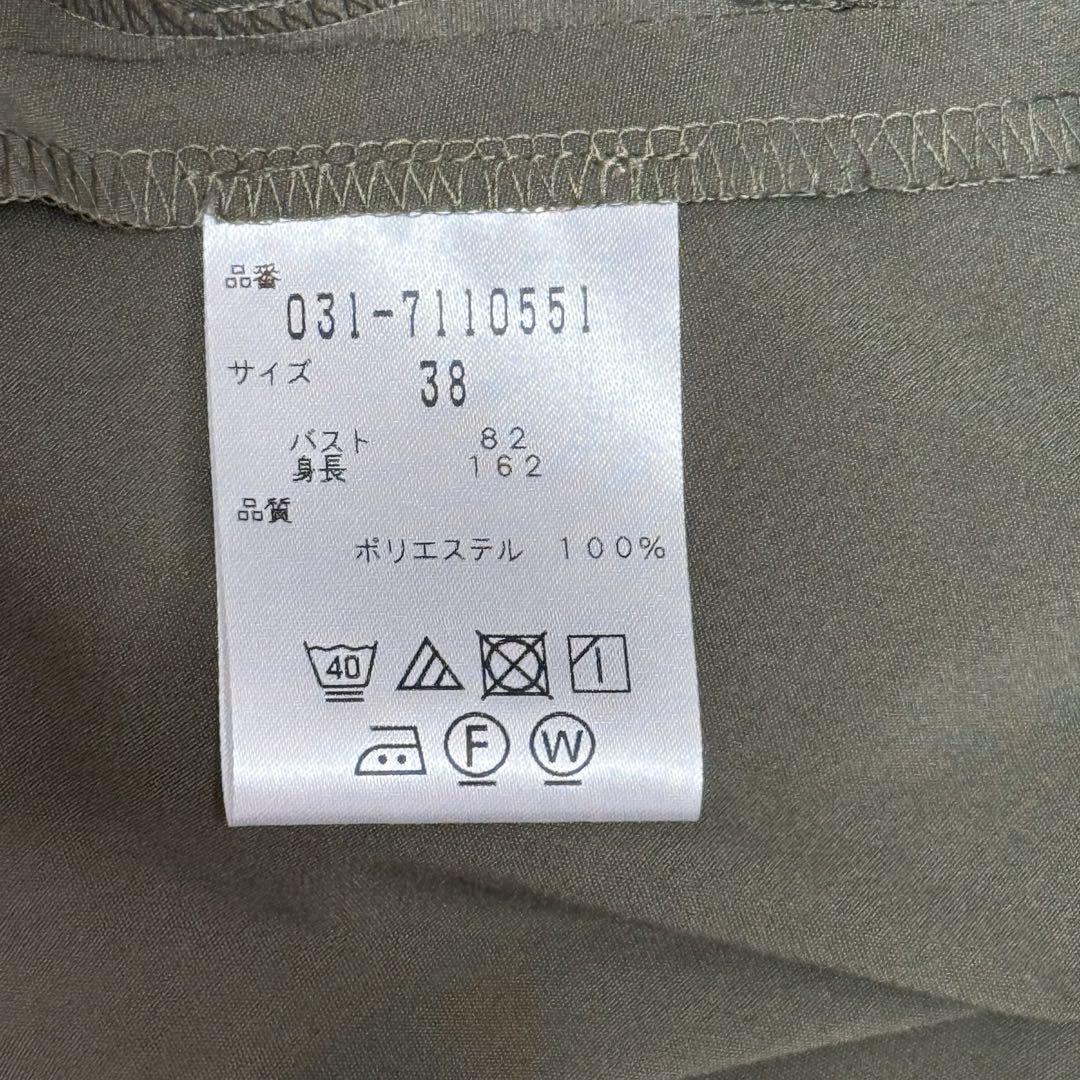 品番
031-7110551
サイズ 38
バスト 82
身長 162
品質
ポリエステル 100%
40
F W